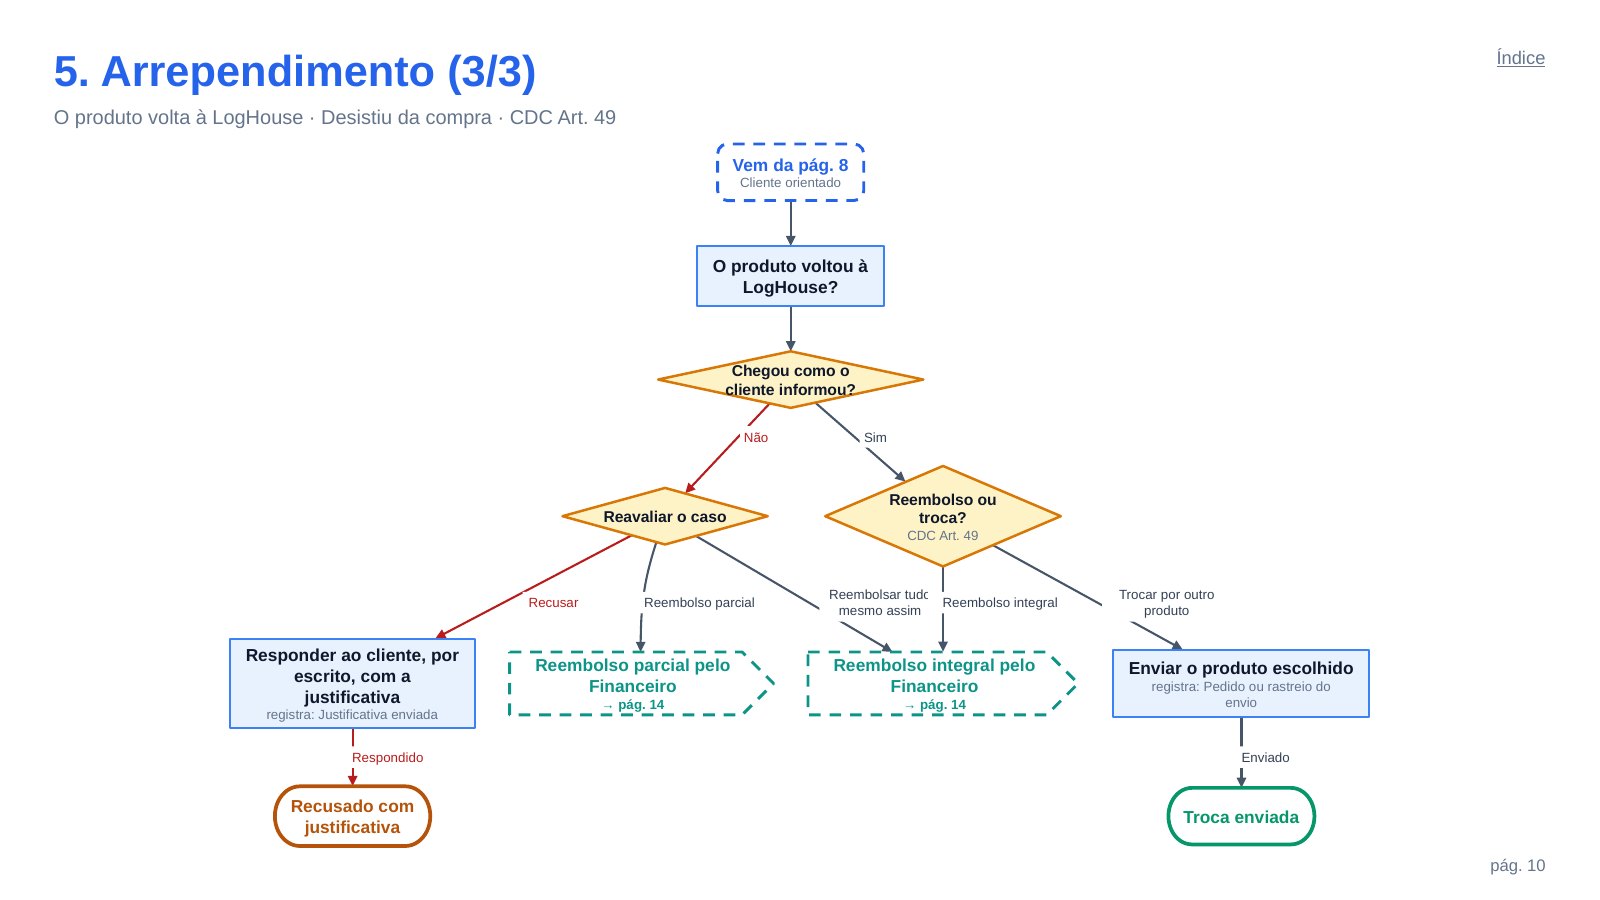 5. Arrependimento (3/3)
Índice
O produto volta à LogHouse · Desistiu da compra · CDC Art. 49
Vem da pág. 8
Cliente orientado
O produto voltou à
LogHouse?
Chegou como o
cliente informou?
Não
Sim
Reavaliar o caso
Reembolso ou
troca?
CDC Art. 49
Recusar
Reembolso parcial
Reembolsar tudo
mesmo assim
Reembolso integral
Trocar por outro
produto
Responder ao cliente, por
escrito, com a
justificativa
registra: Justificativa enviada
Reembolso parcial pelo
Financeiro
→ pág. 14
Reembolso integral pelo
Financeiro
→ pág. 14
Enviar o produto escolhido
registra: Pedido ou rastreio do
envio
Respondido
Enviado
Recusado com
justificativa
Troca enviada
pág. 10